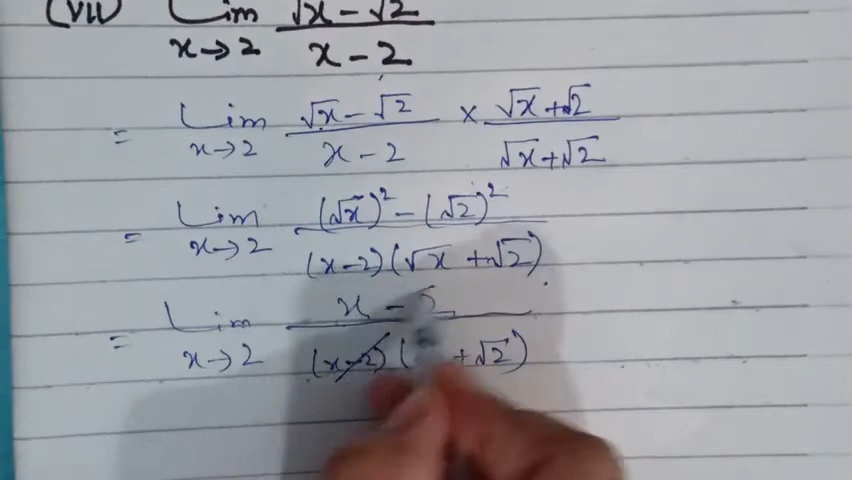 (VII) Lim x→2 (√x − √2)/(x − 2)
= Lim x→2 (√x − √2)/(x − 2) × (√x + √2)/(√x + √2)
= Lim x→2 ((√x)² − (√2)²)/((x − 2)(√x + √2))
= Lim x→2 (x − 2)/((x − 2)( + √2))